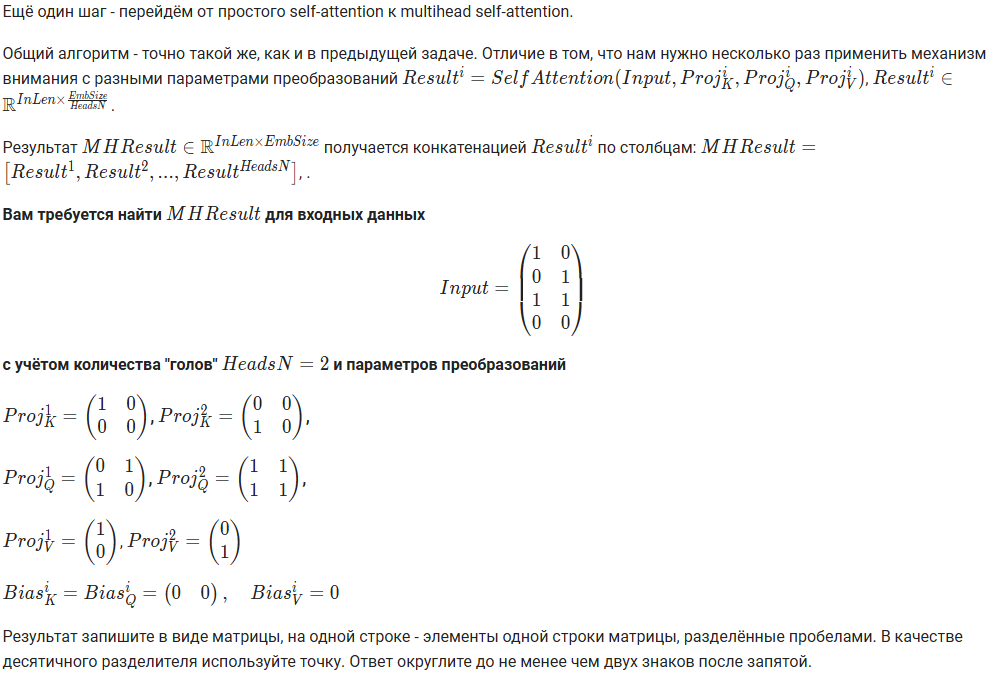 Ещё один шаг - перейдём от простого self-attention к multihead self-attention.
Общий алгоритм - точно такой же, как и в предыдущей задаче. Отличие в том, что нам нужно несколько раз применить механизм
внимания с разными параметрами преобразований $Result^i = SelfAttention(Input, Proj_K^i, Proj_Q^i, Proj_V^i)$, $Result^i \in$
$\mathbb{R}^{InLen \times \frac{EmbSize}{HeadsN}}$.
Результат $MHResult \in \mathbb{R}^{InLen \times EmbSize}$ получается конкатенацией $Result^i$ по столбцам: $MHResult =$
$[Result^1, Result^2, ..., Result^{HeadsN}]$, .
Вам требуется найти $MHResult$ для входных данных
$Input = \begin{pmatrix} 1 & 0 \\ 0 & 1 \\ 1 & 1 \\ 0 & 0 \end{pmatrix}$
с учётом количества "голов" $HeadsN = 2$ и параметров преобразований
$Proj_K^1 = \begin{pmatrix} 1 & 0 \\ 0 & 0 \end{pmatrix}$, $Proj_K^2 = \begin{pmatrix} 0 & 0 \\ 1 & 0 \end{pmatrix}$,
$Proj_Q^1 = \begin{pmatrix} 0 & 1 \\ 1 & 0 \end{pmatrix}$, $Proj_Q^2 = \begin{pmatrix} 1 & 1 \\ 1 & 1 \end{pmatrix}$,
$Proj_V^1 = \begin{pmatrix} 1 \\ 0 \end{pmatrix}$, $Proj_V^2 = \begin{pmatrix} 0 \\ 1 \end{pmatrix}$
$Bias_K^i = Bias_Q^i = (0 \quad 0), \quad Bias_V^i = 0$
Результат запишите в виде матрицы, на одной строке - элементы одной строки матрицы, разделённые пробелами. В качестве
десятичного разделителя используйте точку. Ответ округлите до не менее чем двух знаков после запятой.